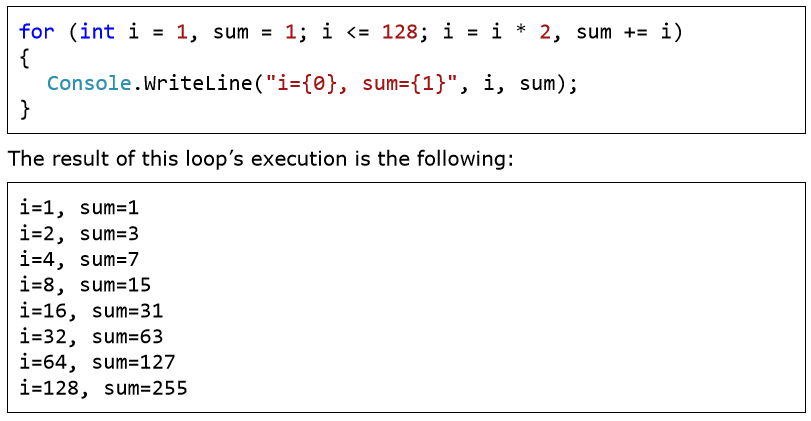 for (int i = 1, sum = 1; i <= 128; i = i * 2, sum += i)
{
Console.WriteLine("i={0}, sum={1}", i, sum);
}
The result of this loop’s execution is the following:
i=1, sum=1
i=2, sum=3
i=4, sum=7
i=8, sum=15
i=16, sum=31
i=32, sum=63
i=64, sum=127
i=128, sum=255